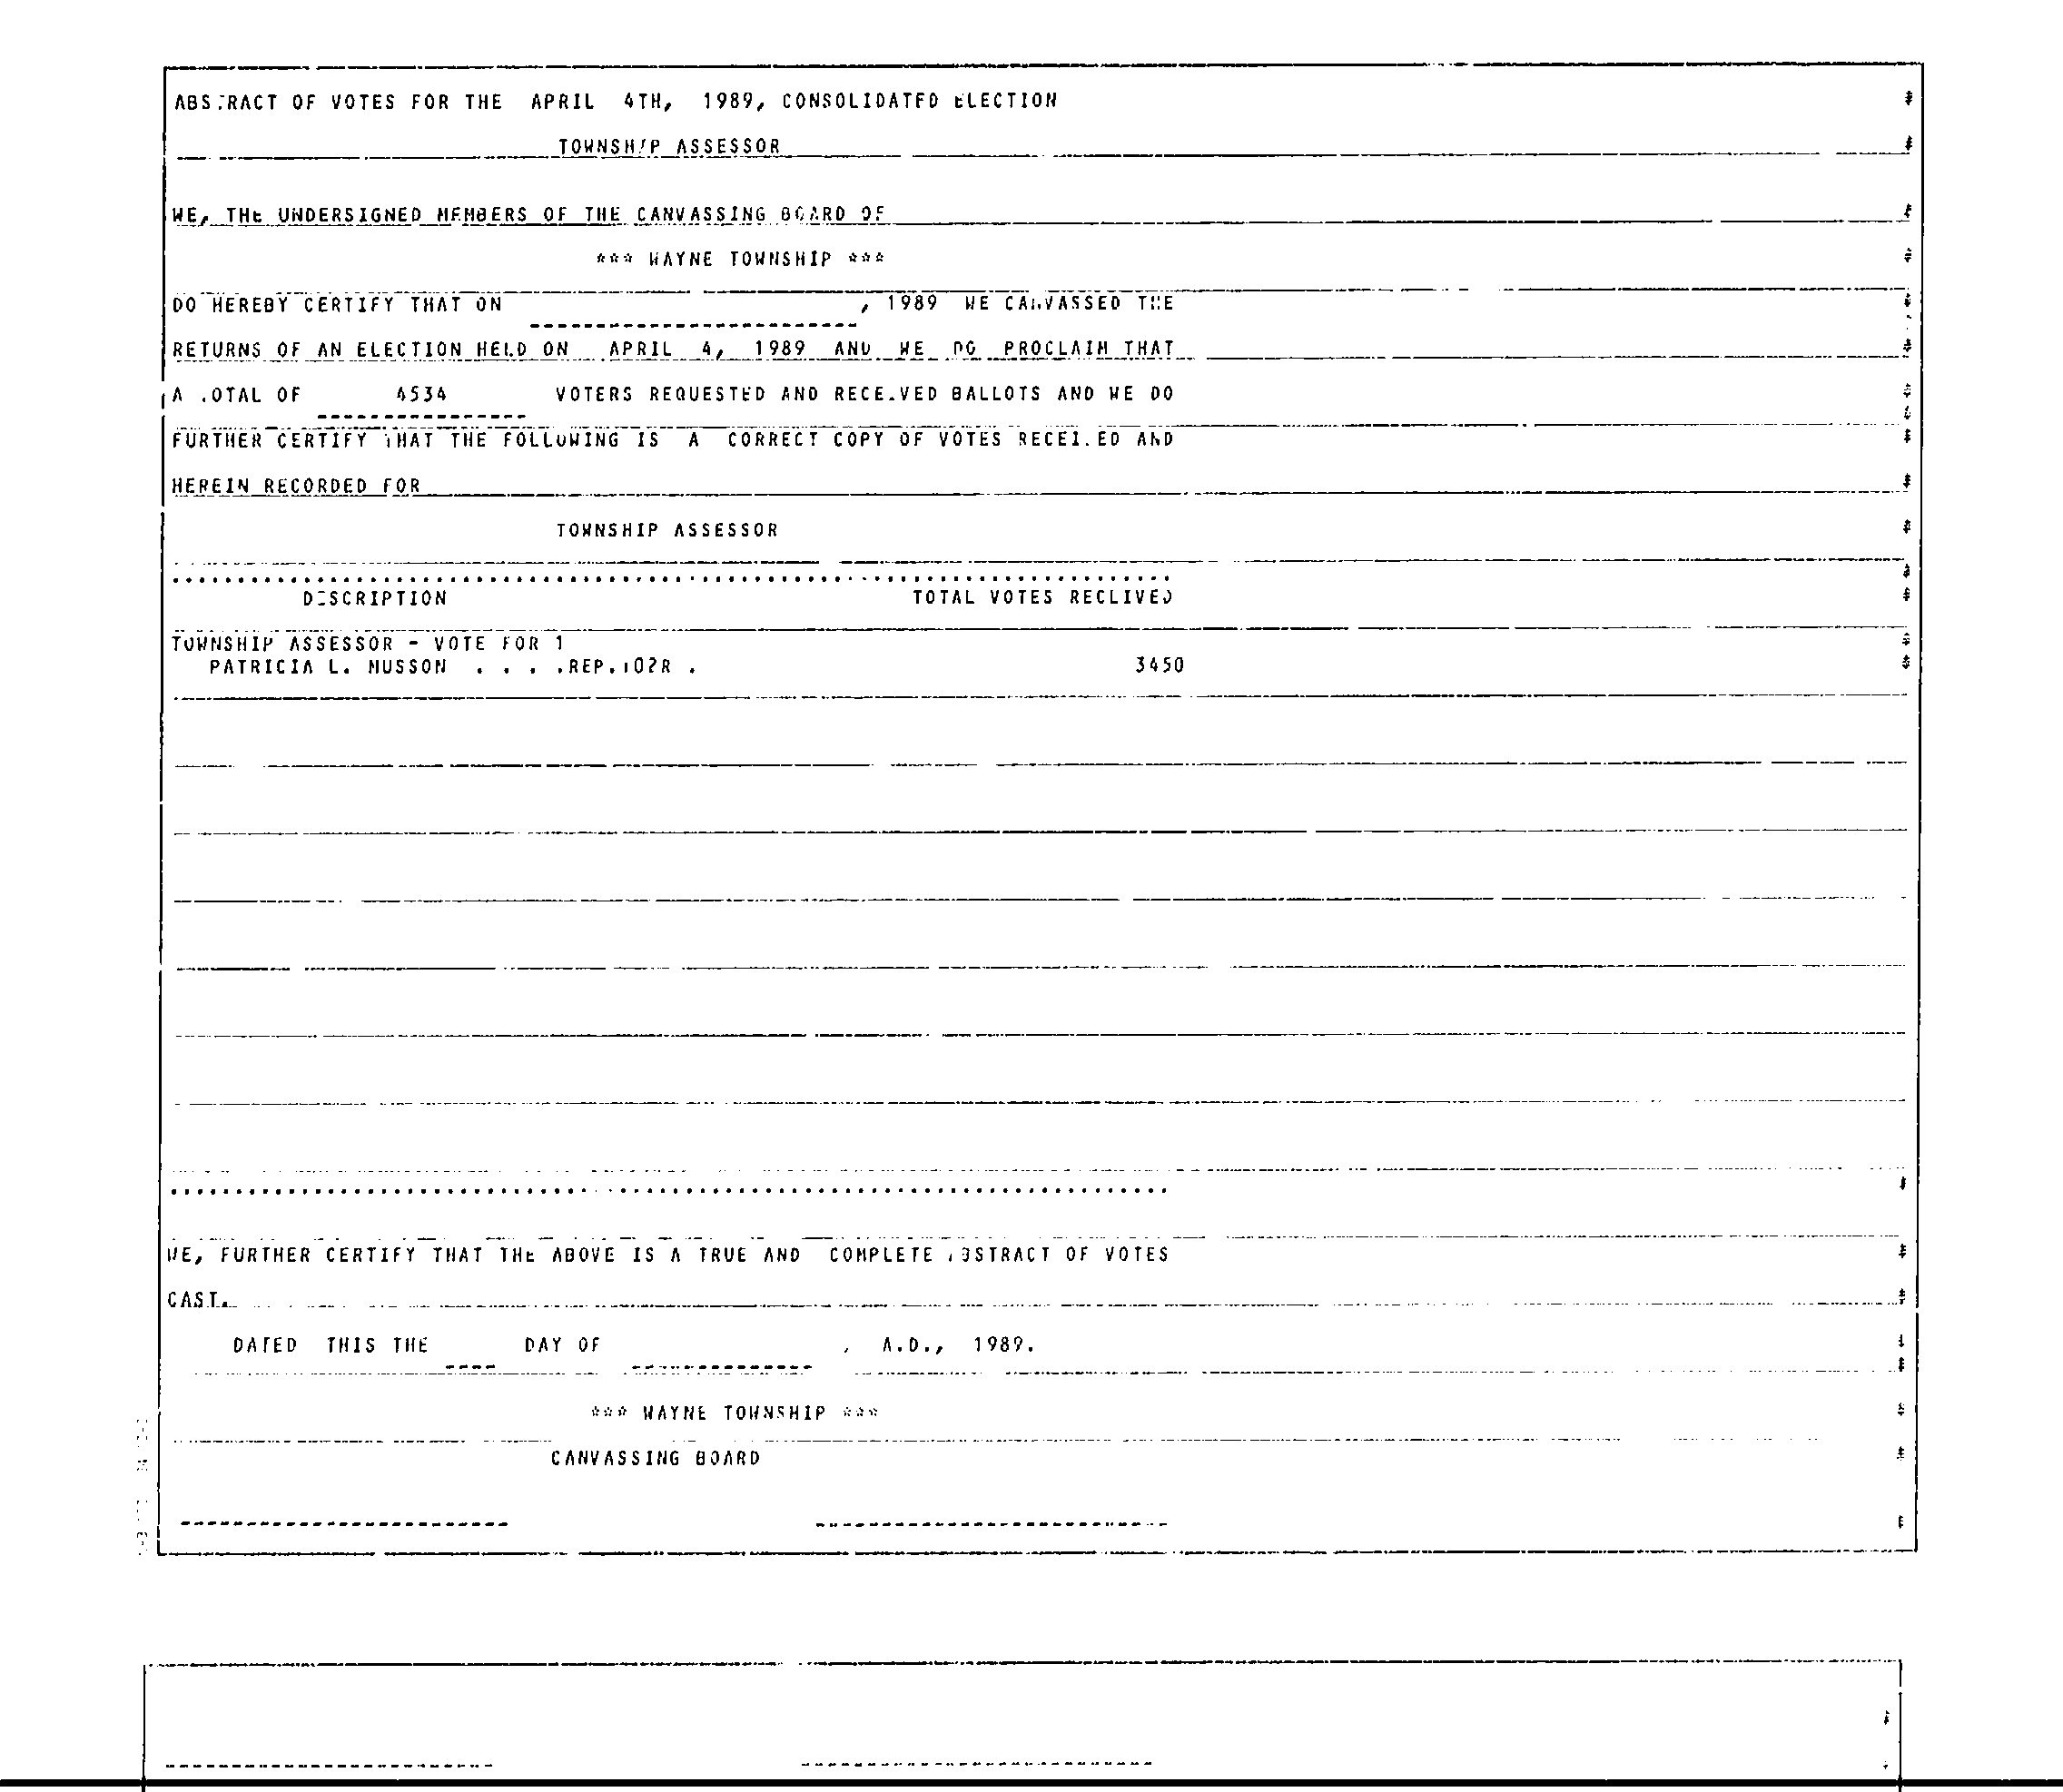 ABSTRACT OF VOTES FOR THE APRIL 4TH, 1989, CONSOLIDATED ELECTION
TOWNSHIP ASSESSOR
WE, THE UNDERSIGNED MEMBERS OF THE CANVASSING BOARD OF
*** WAYNE TOWNSHIP ***
DO HEREBY CERTIFY THAT ON , 1989 WE CANVASSED THE
RETURNS OF AN ELECTION HELD ON APRIL 4, 1989 AND WE DO PROCLAIM THAT
A TOTAL OF 4534 VOTERS REQUESTED AND RECEIVED BALLOTS AND WE DO
FURTHER CERTIFY THAT THE FOLLOWING IS A CORRECT COPY OF VOTES RECEIVED AND
HEREIN RECORDED FOR
TOWNSHIP ASSESSOR
DESCRIPTION TOTAL VOTES RECEIVED
TOWNSHIP ASSESSOR - VOTE FOR 1
PATRICIA L. MUSSON . . . .REP. 02R . 3450
WE, FURTHER CERTIFY THAT THE ABOVE IS A TRUE AND COMPLETE ABSTRACT OF VOTES
CAST.
DATED THIS THE DAY OF , A.D., 1989.
*** WAYNE TOWNSHIP ***
CANVASSING BOARD